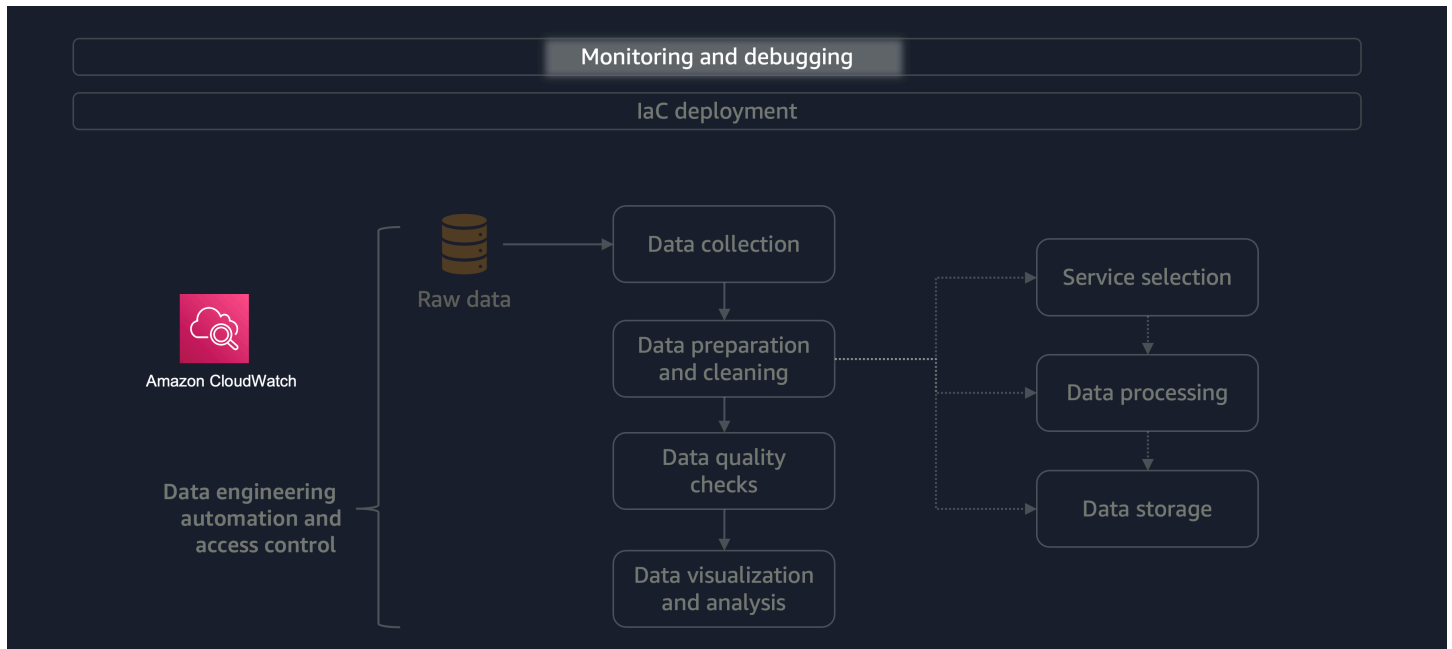 Monitoring and debugging
IaC deployment
Raw data
Data collection
Data preparation
and cleaning
Data quality
checks
Data visualization
and analysis
Service selection
Data processing
Data storage
Amazon CloudWatch
Data engineering
automation and
access control